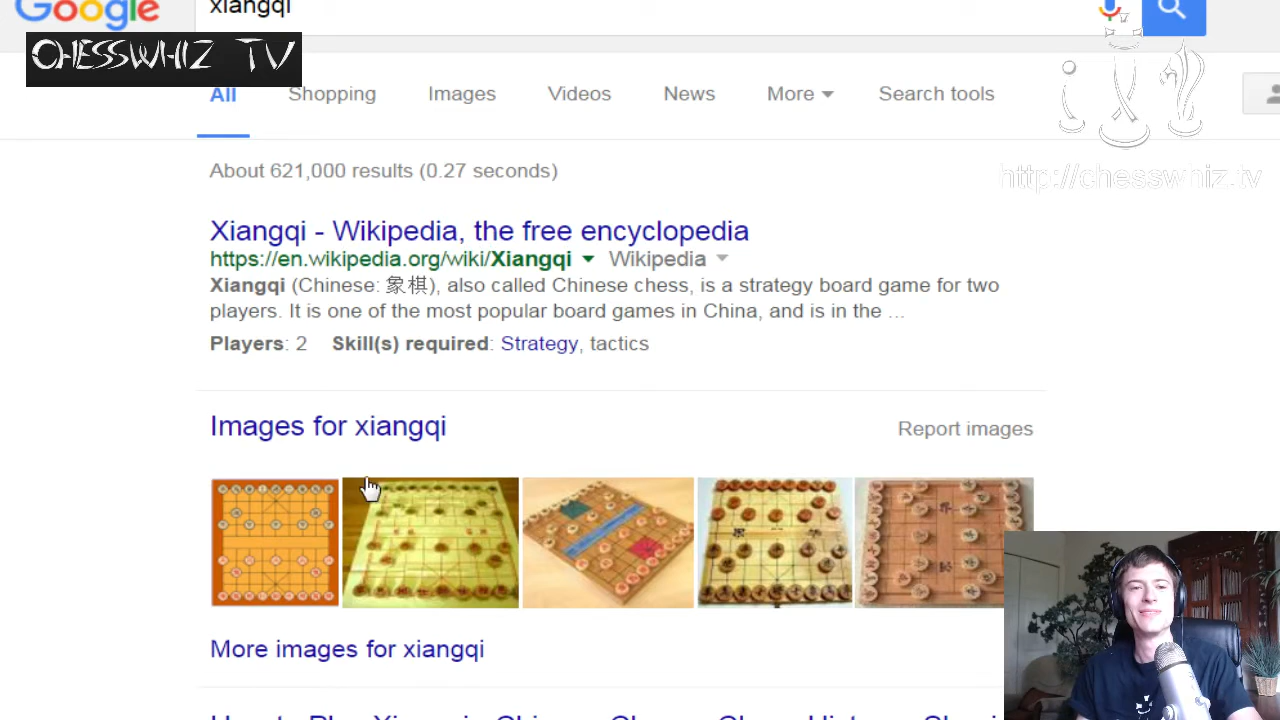 Google
xiangqi
CHESSWHIZ TV
All Shopping Images Videos News More Search tools
http://chesswhiz.tv
About 621,000 results (0.27 seconds)
Xiangqi - Wikipedia, the free encyclopedia
https://en.wikipedia.org/wiki/Xiangqi Wikipedia
Xiangqi (Chinese: 象棋), also called Chinese chess, is a strategy board game for two
players. It is one of the most popular board games in China, and is in the ...
Players: 2 Skill(s) required: Strategy, tactics
Images for xiangqi
Report images
More images for xiangqi